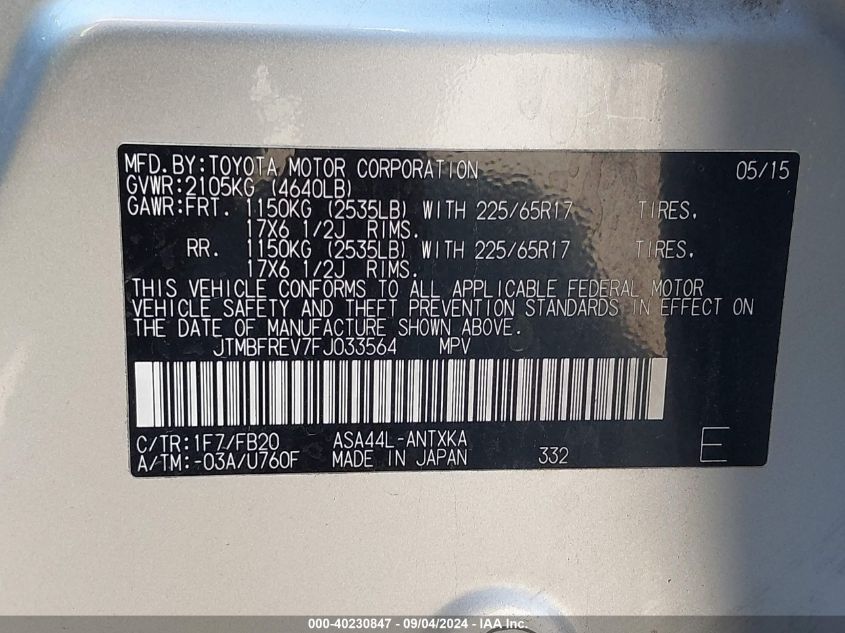 MFD.BY:TOYOTA MOTOR CORPORATION 05/15
GVWR:2105KG (4640LB)
GAWR:FRT. 1150KG (2535LB) WITH 225/65R17 TIRES,
17X6 1/2J RIMS.
RR. 1150KG (2535LB) WITH 225/65R17 TIRES,
17X6 1/2J RIMS.
THIS VEHICLE CONFORMS TO ALL APPLICABLE FEDERAL MOTOR
VEHICLE SAFETY AND THEFT PREVENTION STANDARDS IN EFFECT ON
THE DATE OF MANUFACTURE SHOWN ABOVE.
JTMBFREV7FJ033564 MPV
C/TR:1F7/FB20 ASA44L-ANTXKA
A/TM:-03A/U760F MADE IN JAPAN 332 E
000-40230847 - 09/04/2024 - IAA Inc.